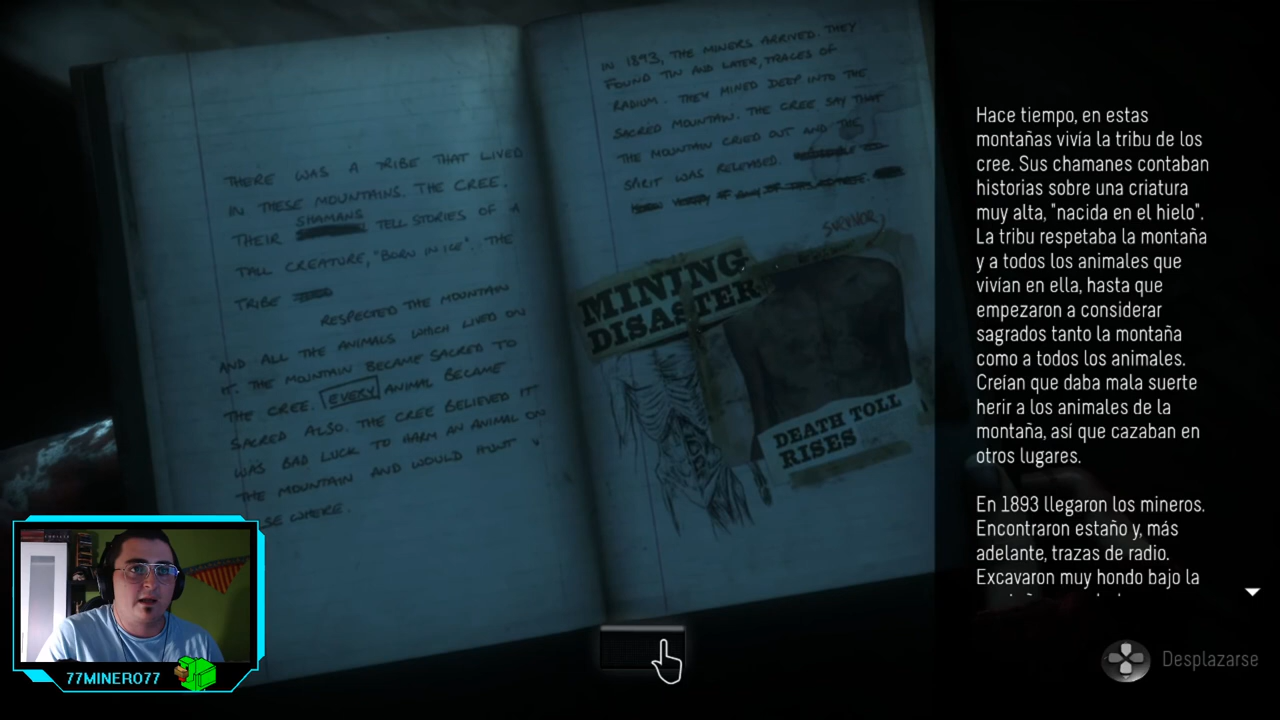 THERE WAS A TRIBE THAT LIVED
IN THESE MOUNTAINS. THE CREE.
SHAMANS
THEIR TELL STORIES OF A
TALL CREATURE, "BORN IN ICE". THE
TRIBE
RESPECTED THE MOUNTAIN
AND ALL THE ANIMALS WHICH LIVED ON
IT. THE MOUNTAIN BECAME SACRED TO
THE CREE. EVERY ANIMAL BECAME
SACRED ALSO. THE CREE BELIEVED IT
WAS BAD LUCK TO HARM AN ANIMAL ON
THE MOUNTAIN AND WOULD HUNT
SE WHERE.
IN 1893, THE MINERS ARRIVED. THEY
FOUND TIN AND LATER, TRACES OF
RADIUM. THEY MINED DEEP INTO THE
SACRED MOUNTAIN. THE CREE SAY THAT
THE MOUNTAIN CRIED OUT AND THE
SPIRIT WAS RELEASED.
SURVIVOR
MINING
DISASTER
DEATH TOLL
RISES
Hace tiempo, en estas
montañas vivía la tribu de los
cree. Sus chamanes contaban
historias sobre una criatura
muy alta, "nacida en el hielo".
La tribu respetaba la montaña
y a todos los animales que
vivían en ella, hasta que
empezaron a considerar
sagrados tanto la montaña
como a todos los animales.
Creían que daba mala suerte
herir a los animales de la
montaña, así que cazaban en
otros lugares.
En 1893 llegaron los mineros.
Encontraron estaño y, más
adelante, trazas de radio.
Excavaron muy hondo bajo la
Desplazarse
77MINERO77